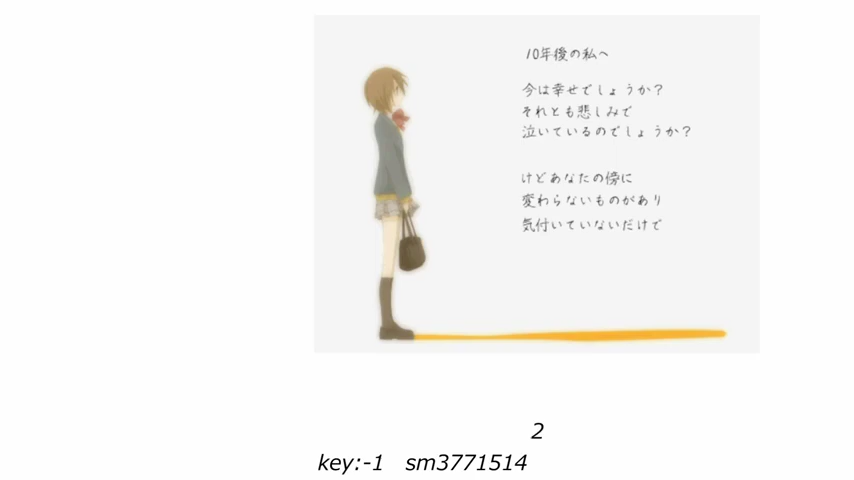 10年後の私へ
今は幸せでしょうか？
それとも悲しみで
泣いているのでしょうか？
けどあなたの傍に
変わらないものがあり
気付いていないだけで
2
key:-1 sm3771514